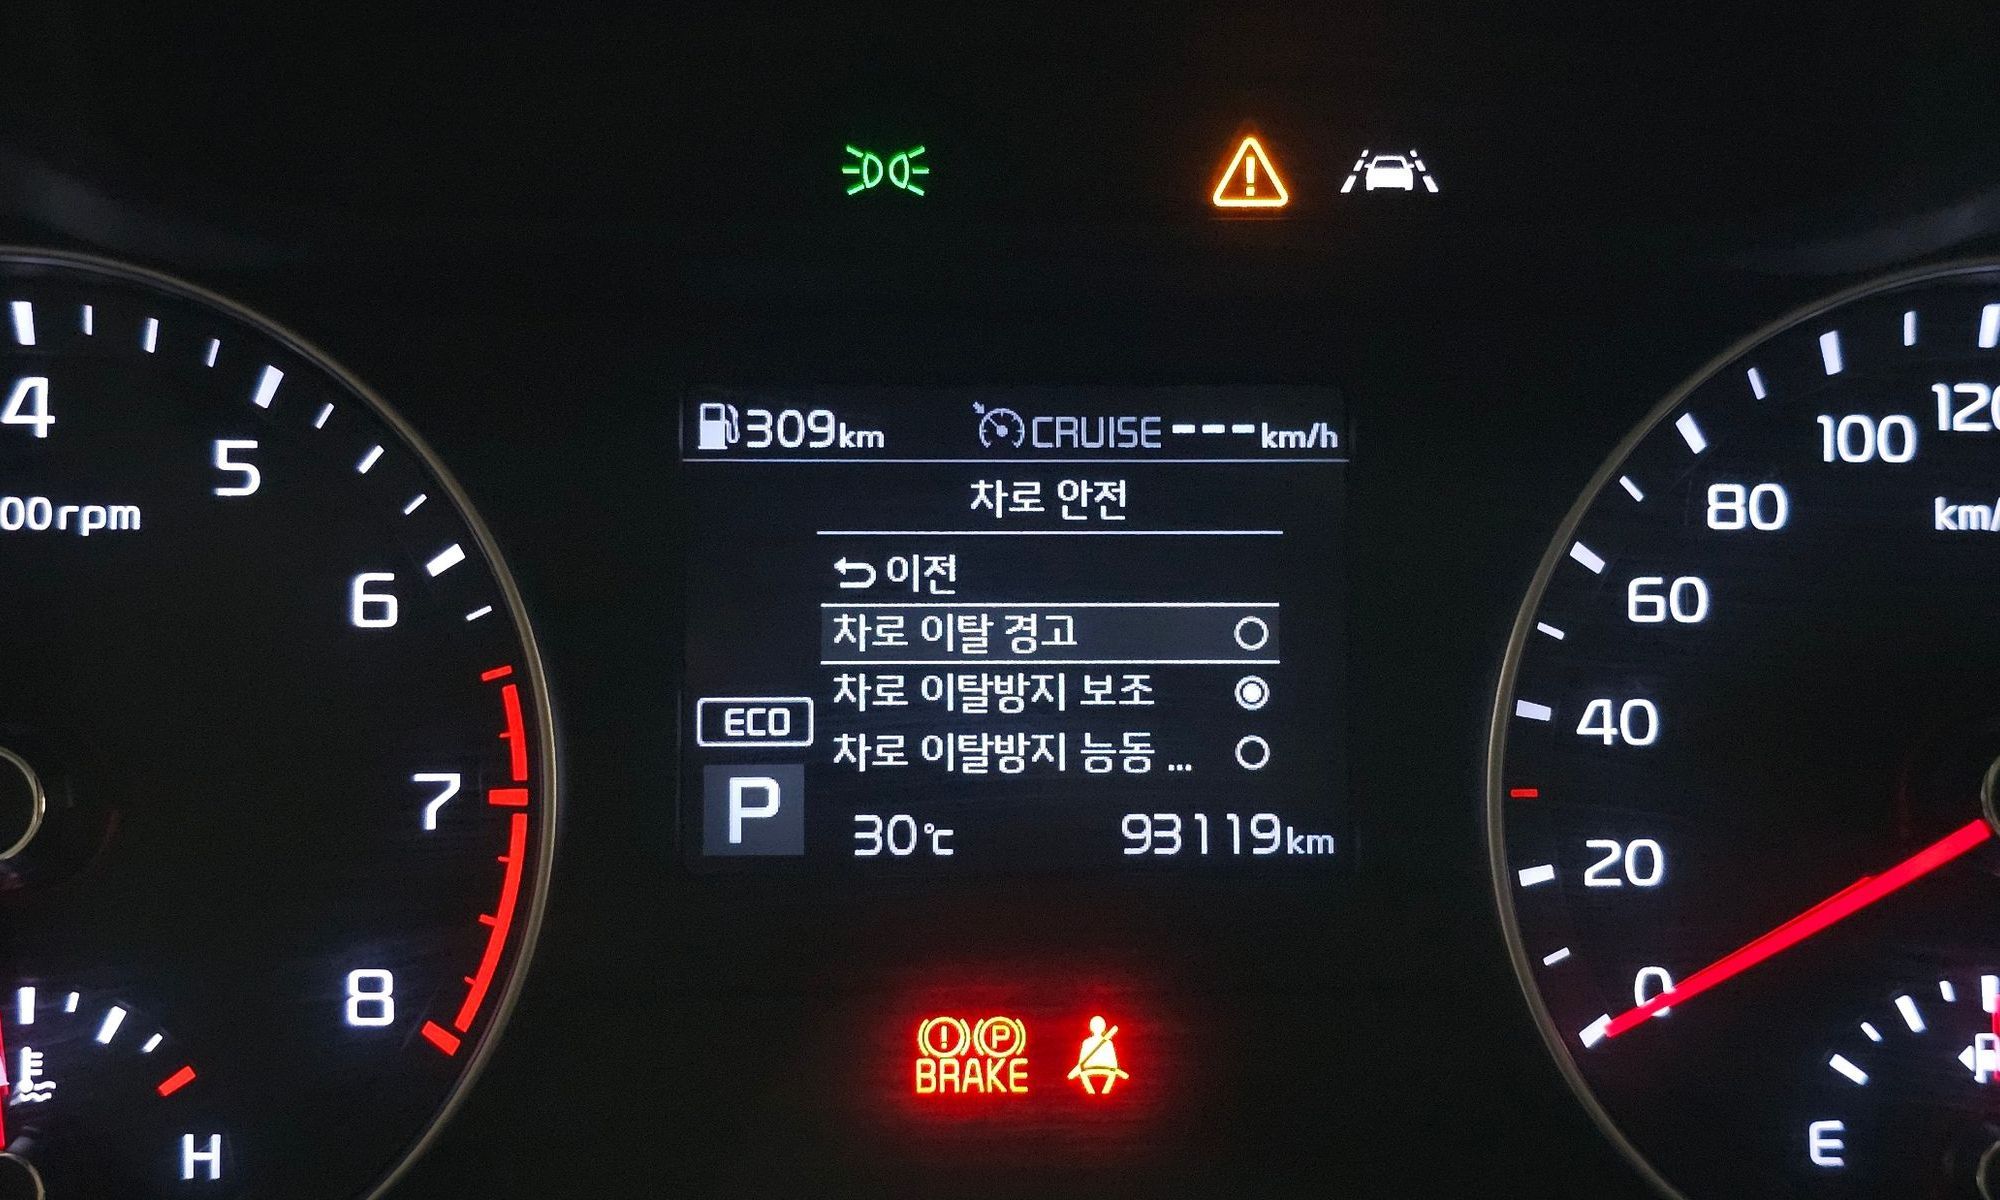 309km CRUISE ---km/h
차로 안전
이전
차로 이탈 경고
차로 이탈방지 보조
차로 이탈방지 능동 ...
ECO
P
30℃ 93119km
4
5
00rpm
6
7
8
H
120
100
km/
80
60
40
20
0
E
! P
BRAKE